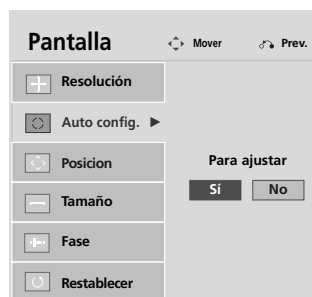 Pantalla Mover Prev.
Resolución
Auto config. ►
Posicion
Para ajustar
Sí No
Tamaño
Fase
Restablecer